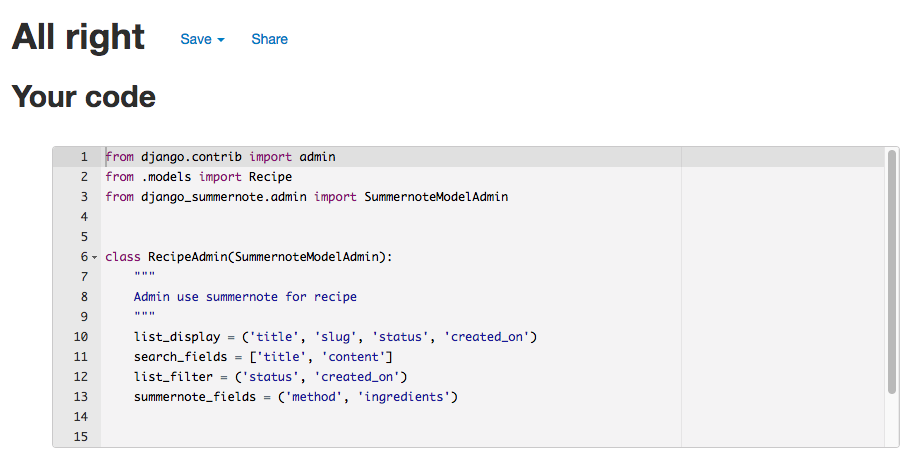 All right Save Share
Your code
1 from django.contrib import admin
2 from .models import Recipe
3 from django_summernote.admin import SummernoteModelAdmin
4
5
6 class RecipeAdmin(SummernoteModelAdmin):
7     """
8     Admin use summernote for recipe
9     """
10     list_display = ('title', 'slug', 'status', 'created_on')
11     search_fields = ['title', 'content']
12     list_filter = ('status', 'created_on')
13     summernote_fields = ('method', 'ingredients')
14
15